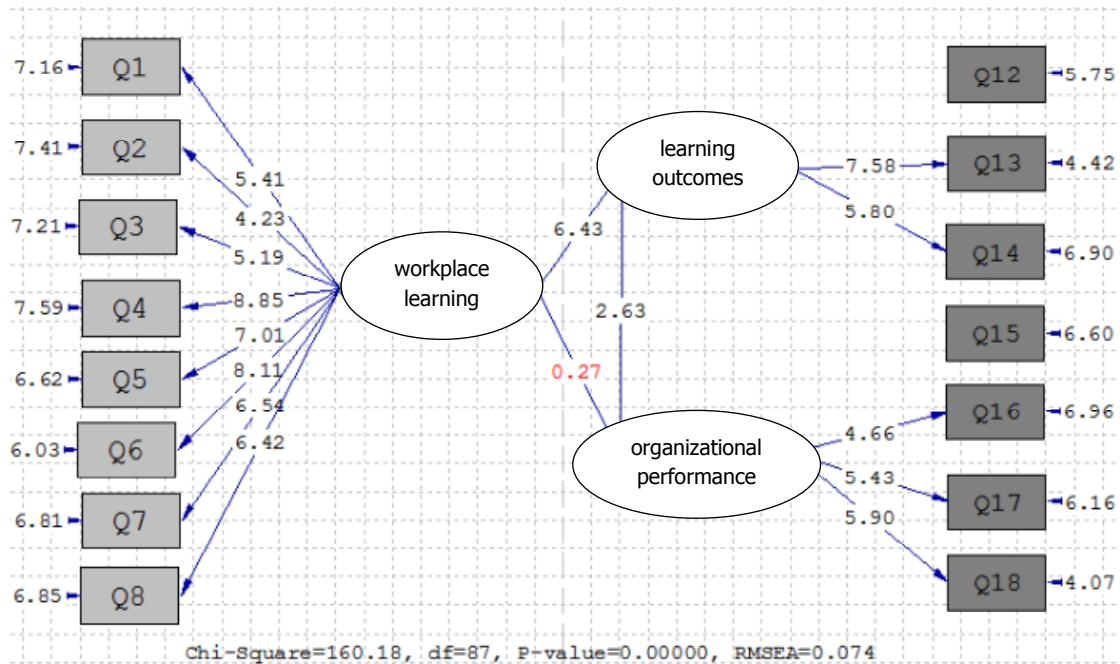 7.16 Q1
7.41 Q2
7.21 Q3
7.59 Q4
6.62 Q5
6.03 Q6
6.81 Q7
6.85 Q8
5.41
4.23
5.19
8.85
7.01
8.11
6.54
6.42
workplace
learning
6.43
2.63
0.27
learning
outcomes
organizational
performance
7.58
5.80
4.66
5.43
5.90
Q12 5.75
Q13 4.42
Q14 6.90
Q15 6.60
Q16 6.96
Q17 6.16
Q18 4.07
Chi-Square=160.18, df=87, P-value=0.00000, RMSEA=0.074